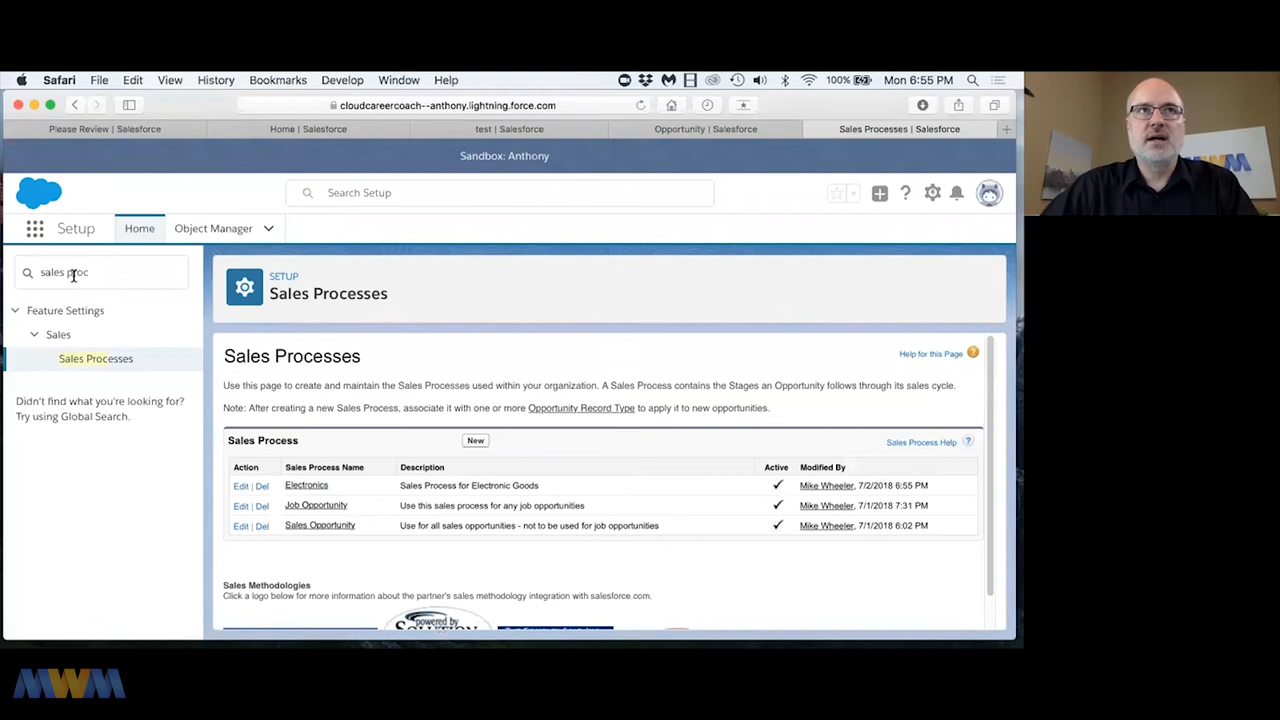 Safari File Edit View History Bookmarks Develop Window Help 100% Mon 6:55 PM
cloudcareercoach--anthony.lightning.force.com
Please Review | Salesforce Home | Salesforce test | Salesforce Opportunity | Salesforce Sales Processes | Salesforce
Sandbox: Anthony
Search Setup
Setup Home Object Manager
sales proc
Feature Settings
Sales
Sales Processes
Didn't find what you're looking for?
Try using Global Search.
SETUP
Sales Processes
Sales Processes
Help for this Page
Use this page to create and maintain the Sales Processes used within your organization. A Sales Process contains the Stages an Opportunity follows through its sales cycle.
Note: After creating a new Sales Process, associate it with one or more Opportunity Record Type to apply it to new opportunities.
Sales Process New Sales Process Help ?
Action Sales Process Name Description Active Modified By
Edit | Del Electronics Sales Process for Electronic Goods Mike Wheeler, 7/2/2018 6:55 PM
Edit | Del Job Opportunity Use this sales process for any job opportunities Mike Wheeler, 7/1/2018 7:31 PM
Edit | Del Sales Opportunity Use for all sales opportunities - not to be used for job opportunities Mike Wheeler, 7/1/2018 6:02 PM
Sales Methodologies
Click a logo below for more information about the partner's sales methodology integration with salesforce.com.
powered by
MWM
MWM